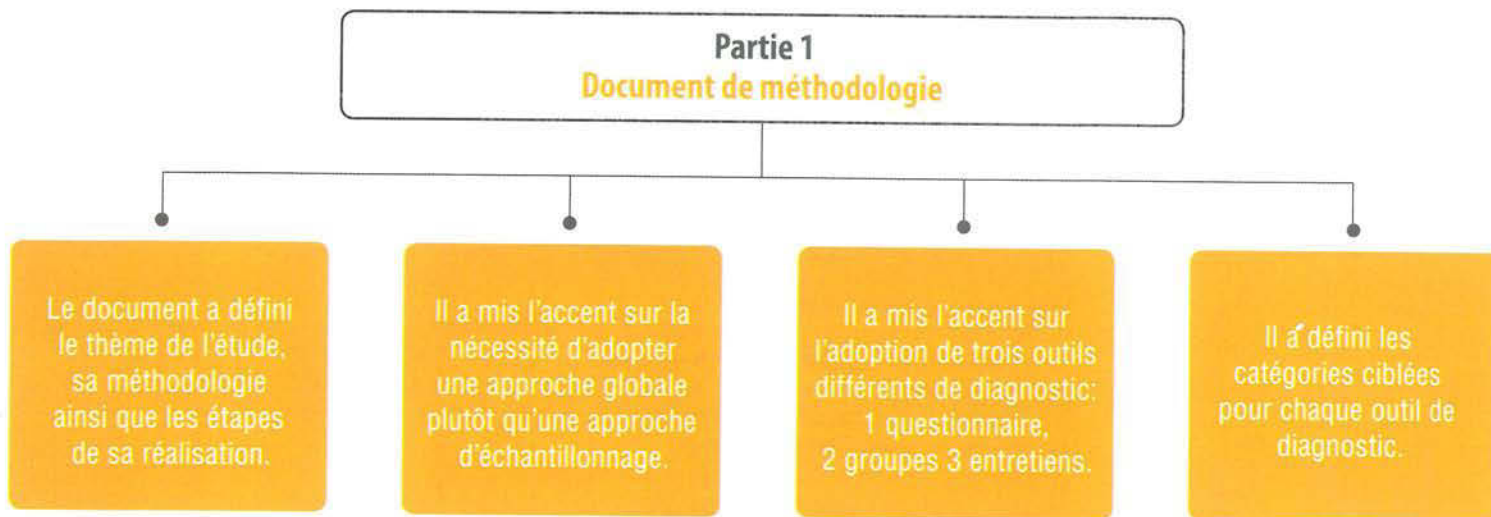 Partie 1
Document de méthodologie
Le document a défini
le thème de l'étude,
sa méthodologie
ainsi que les étapes
de sa réalisation.
Il a mis l'accent sur la
nécessité d'adopter
une approche globale
plutôt qu'une approche
d'échantillonnage.
Il a mis l'accent sur
l'adoption de trois outils
différents de diagnostic:
1 questionnaire,
2 groupes 3 entretiens.
Il a défini les
catégories ciblées
pour chaque outil de
diagnostic.